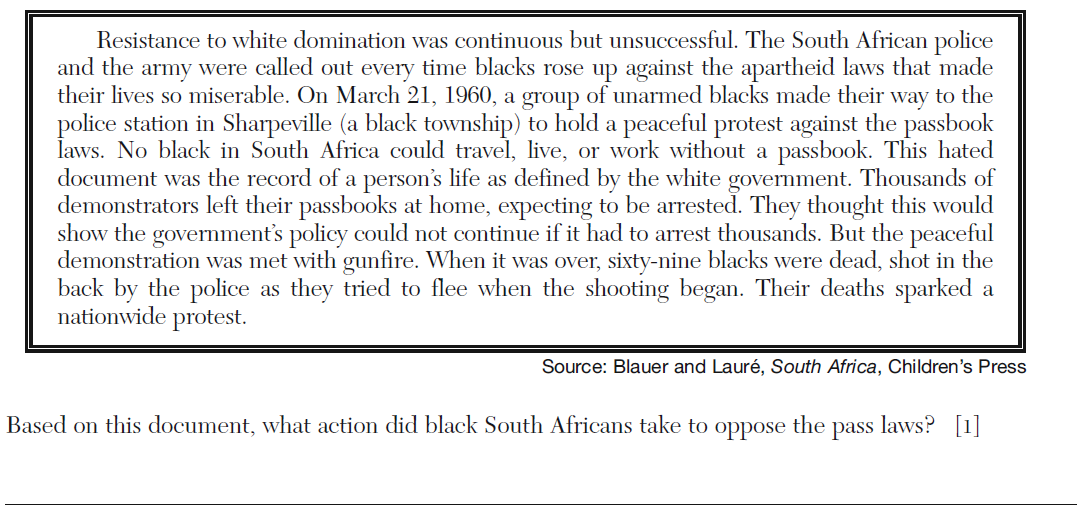 Resistance to white domination was continuous but unsuccessful. The South African police
and the army were called out every time blacks rose up against the apartheid laws that made
their lives so miserable. On March 21, 1960, a group of unarmed blacks made their way to the
police station in Sharpeville (a black township) to hold a peaceful protest against the passbook
laws. No black in South Africa could travel, live, or work without a passbook. This hated
document was the record of a person's life as defined by the white government. Thousands of
demonstrators left their passbooks at home, expecting to be arrested. They thought this would
show the government's policy could not continue if it had to arrest thousands. But the peaceful
demonstration was met with gunfire. When it was over, sixty-nine blacks were dead, shot in the
back by the police as they tried to flee when the shooting began. Their deaths sparked a
nationwide protest.
Source: Blauer and Lauré, South Africa, Children's Press
Based on this document, what action did black South Africans take to oppose the pass laws? [1]